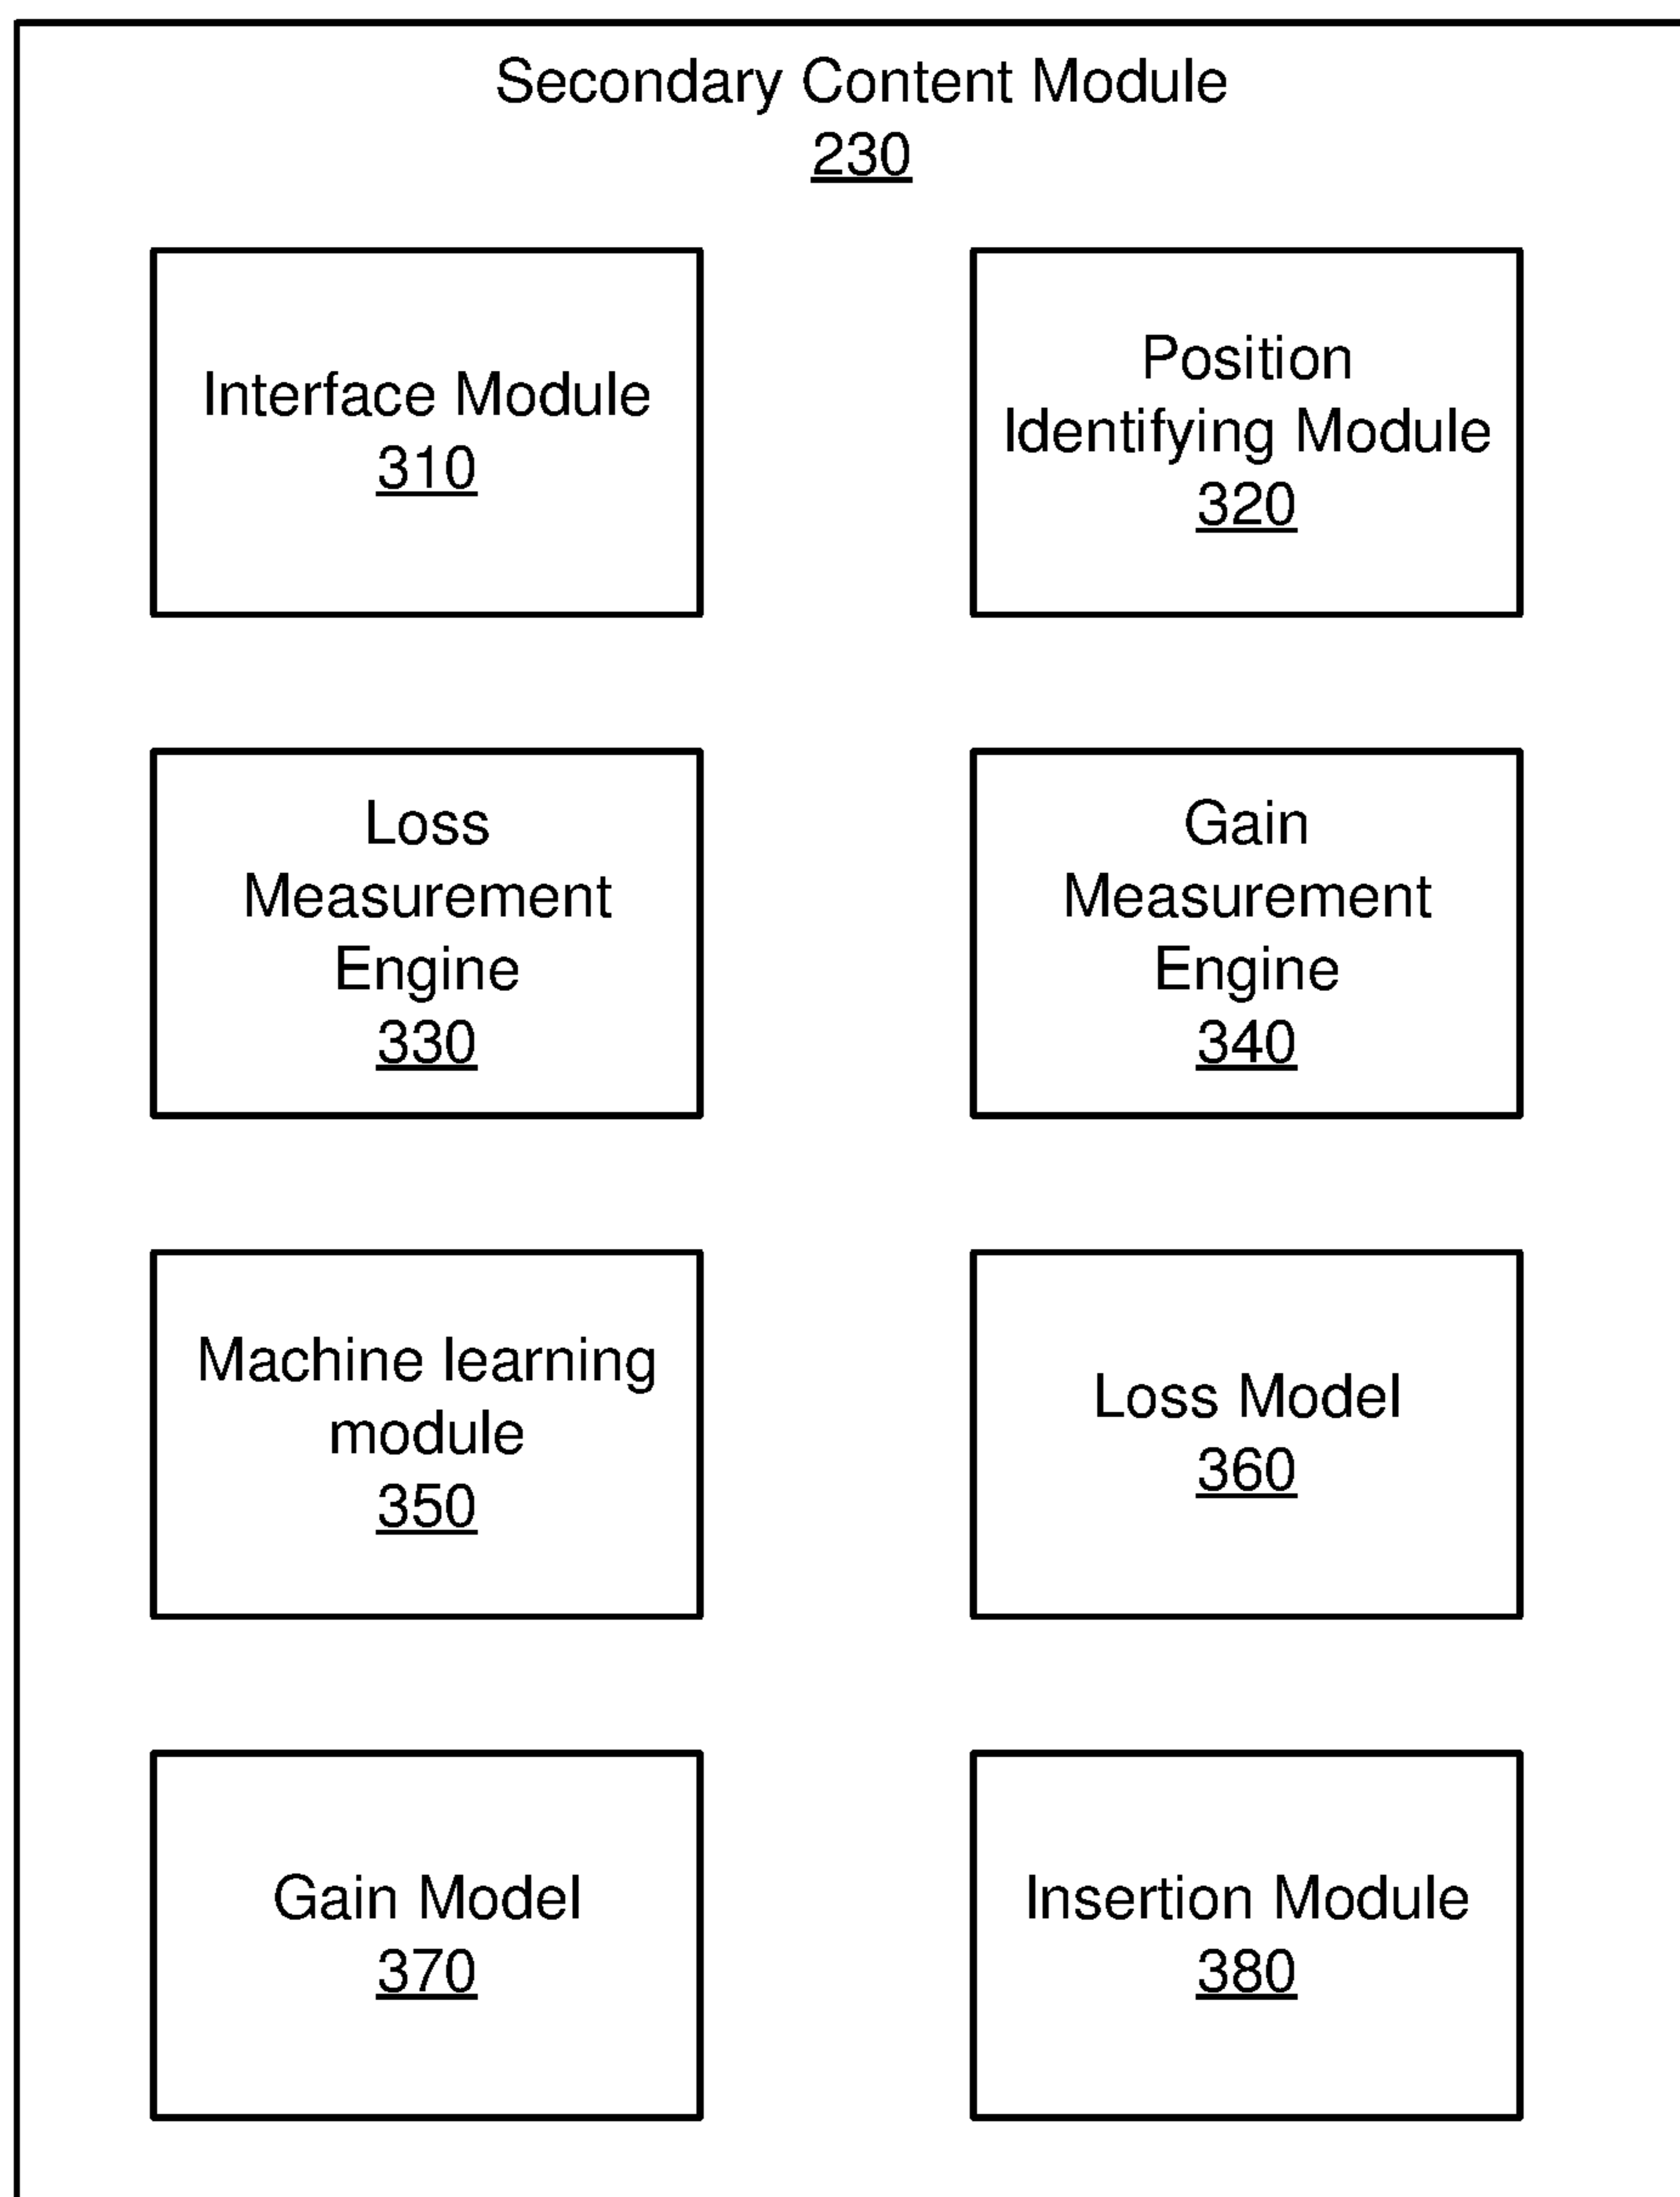 Secondary Content Module
230
Interface Module
310
Position
Identifying Module
320
Loss
Measurement
Engine
330
Gain
Measurement
Engine
340
Machine learning
module
350
Loss Model
360
Gain Model
370
Insertion Module
380